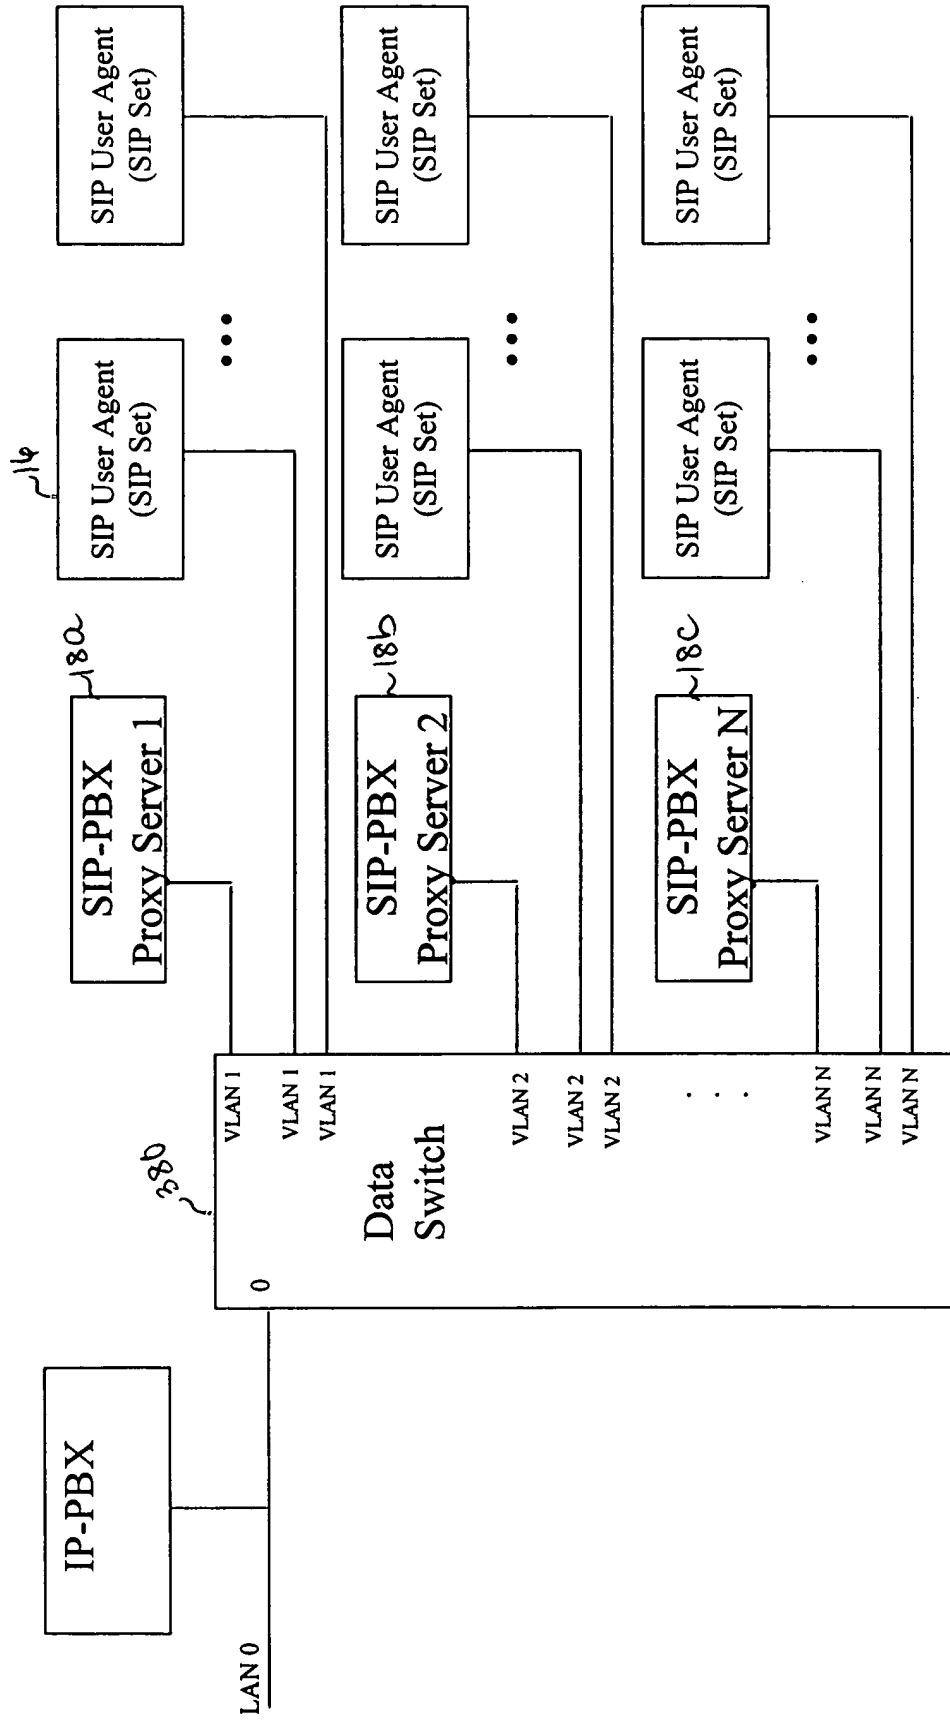 IP-PBX
LAN 0
38b
0
Data
Switch
VLAN 1
VLAN 1
VLAN 1
VLAN 2
VLAN 2
VLAN 2
. . .
VLAN N
VLAN N
VLAN N
18a
SIP-PBX
Proxy Server 1
16
SIP User Agent
(SIP Set)
•••
SIP User Agent
(SIP Set)
18b
SIP-PBX
Proxy Server 2
SIP User Agent
(SIP Set)
•••
SIP User Agent
(SIP Set)
18c
SIP-PBX
Proxy Server N
SIP User Agent
(SIP Set)
•••
SIP User Agent
(SIP Set)